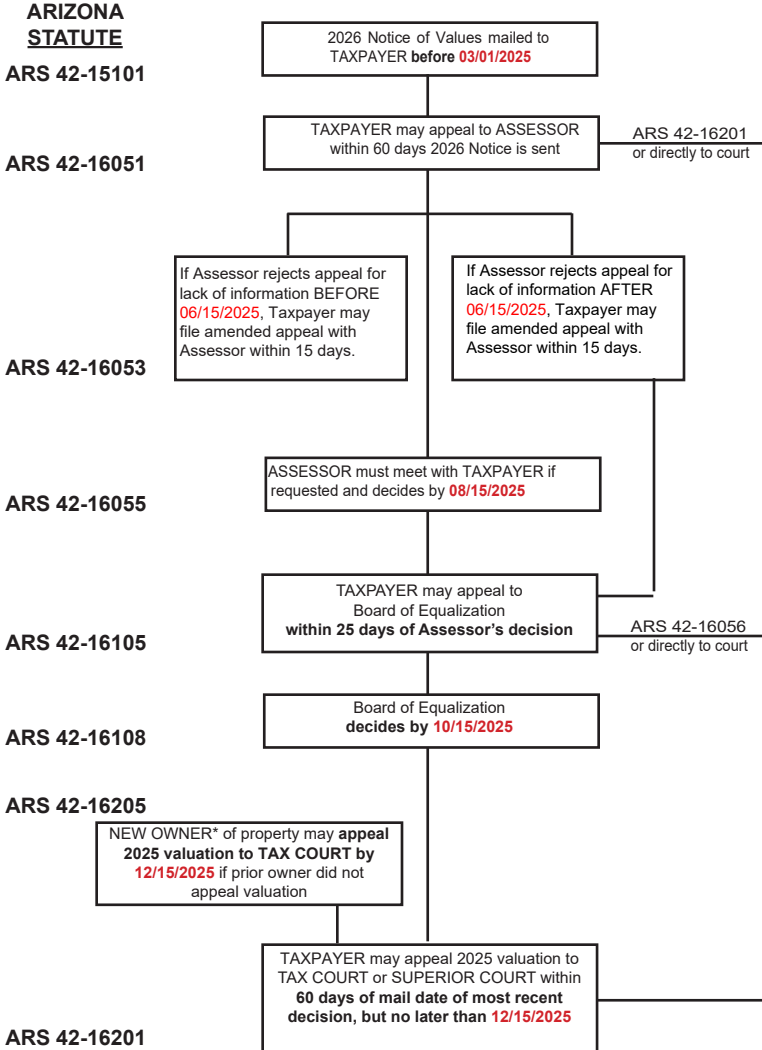 ARIZONA
STATUTE
ARS 42-15101
2026 Notice of Values mailed to
TAXPAYER before 03/01/2025
ARS 42-16051
TAXPAYER may appeal to ASSESSOR
within 60 days 2026 Notice is sent
ARS 42-16201
or directly to court
If Assessor rejects appeal for
lack of information BEFORE
06/15/2025, Taxpayer may
file amended appeal with
Assessor within 15 days.
If Assessor rejects appeal for
lack of information AFTER
06/15/2025, Taxpayer may
file amended appeal with
Assessor within 15 days.
ARS 42-16053
ASSESSOR must meet with TAXPAYER if
requested and decides by 08/15/2025
ARS 42-16055
TAXPAYER may appeal to
Board of Equalization
within 25 days of Assessor’s decision
ARS 42-16056
or directly to court
ARS 42-16105
Board of Equalization
decides by 10/15/2025
ARS 42-16108
ARS 42-16205
NEW OWNER* of property may appeal
2025 valuation to TAX COURT by
12/15/2025 if prior owner did not
appeal valuation
TAXPAYER may appeal 2025 valuation to
TAX COURT or SUPERIOR COURT within
60 days of mail date of most recent
decision, but no later than 12/15/2025
ARS 42-16201